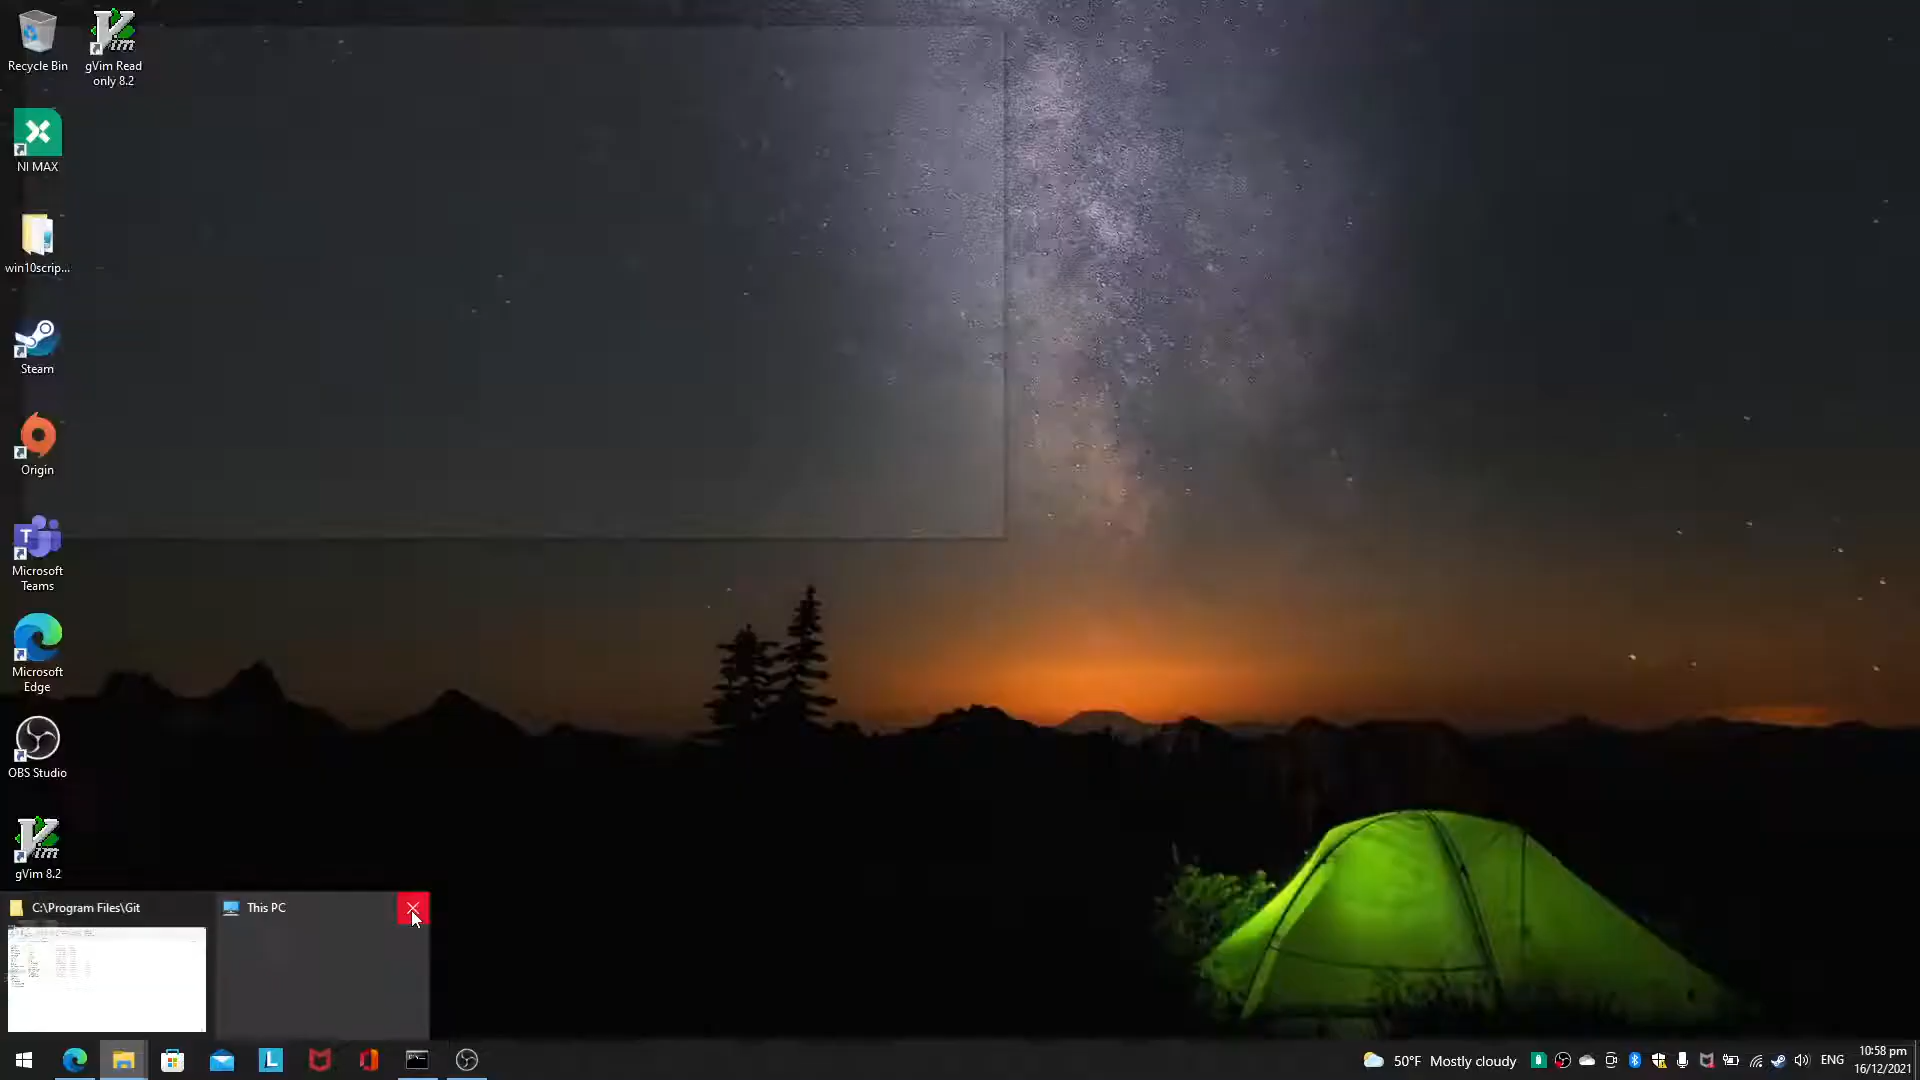 Recycle Bin
gVim Read
only 8.2
NI MAX
win10scrip...
Steam
Origin
Microsoft
Teams
Microsoft
Edge
OBS Studio
gVim 8.2
C:\Program Files\Git
This PC
50°F Mostly cloudy
ENG
10:58 pm
16/12/2021